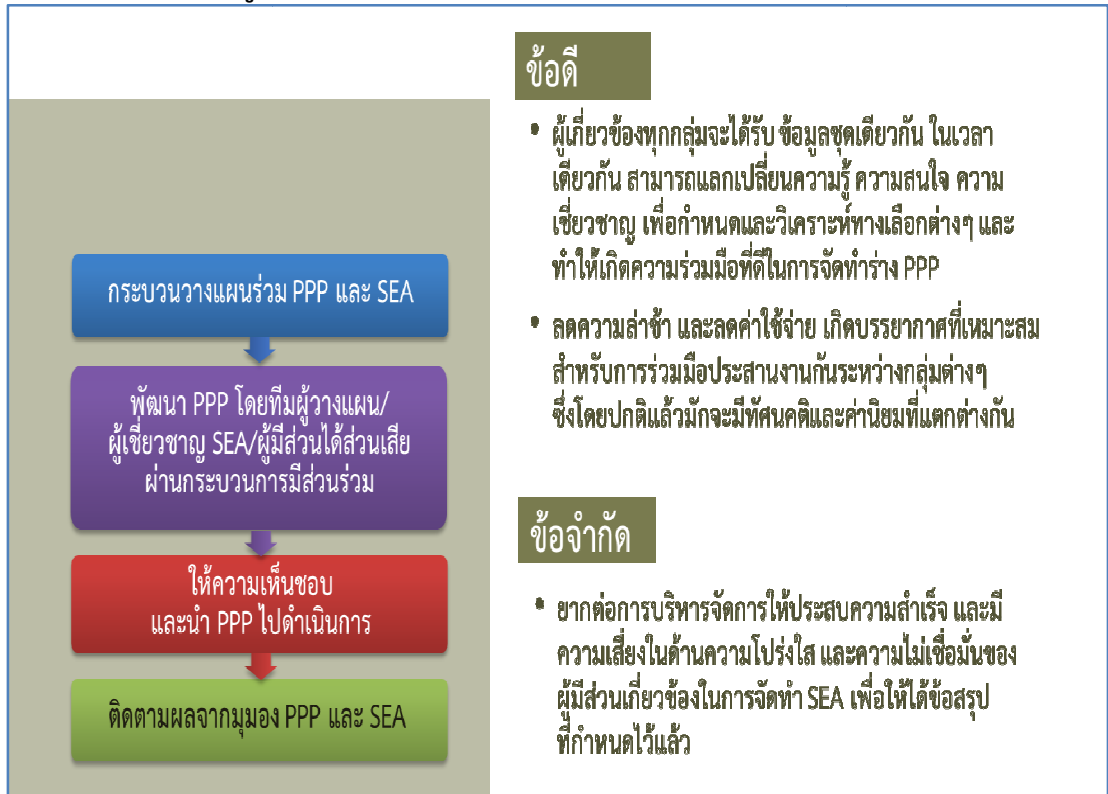 กระบวนวางแผนร่วม PPP และ SEA
พัฒนา PPP โดยทีมผู้วางแผน/
ผู้เชี่ยวชาญ SEA/ผู้มีส่วนได้ส่วนเสีย
ผ่านกระบวนการมีส่วนร่วม
ให้ความเห็นชอบ
และนำ PPP ไปดำเนินการ
ติดตามผลจากมุมมอง PPP และ SEA
ข้อดี
• ผู้เกี่ยวข้องทุกกลุ่มจะได้รับ ข้อมูลชุดเดียวกัน ในเวลา
เดียวกัน สามารถแลกเปลี่ยนความรู้ ความสนใจ ความ
เชี่ยวชาญ เพื่อกำหนดและวิเคราะห์ทางเลือกต่างๆ และ
ทำให้เกิดความร่วมมือที่ดีในการจัดทำร่าง PPP
• ลดความล่าช้า และลดค่าใช้จ่าย เกิดบรรยากาศที่เหมาะสม
สำหรับการร่วมมือประสานงานกันระหว่างกลุ่มต่างๆ
ซึ่งโดยปกติแล้วมักจะมีทัศนคติและค่านิยมที่แตกต่างกัน
ข้อจำกัด
• ยากต่อการบริหารจัดการให้ประสบความสำเร็จ และมี
ความเสี่ยงในด้านความโปร่งใส และความไม่เชื่อมั่นของ
ผู้มีส่วนเกี่ยวข้องในการจัดทำ SEA เพื่อให้ได้ข้อสรุป
ที่กำหนดไว้แล้ว